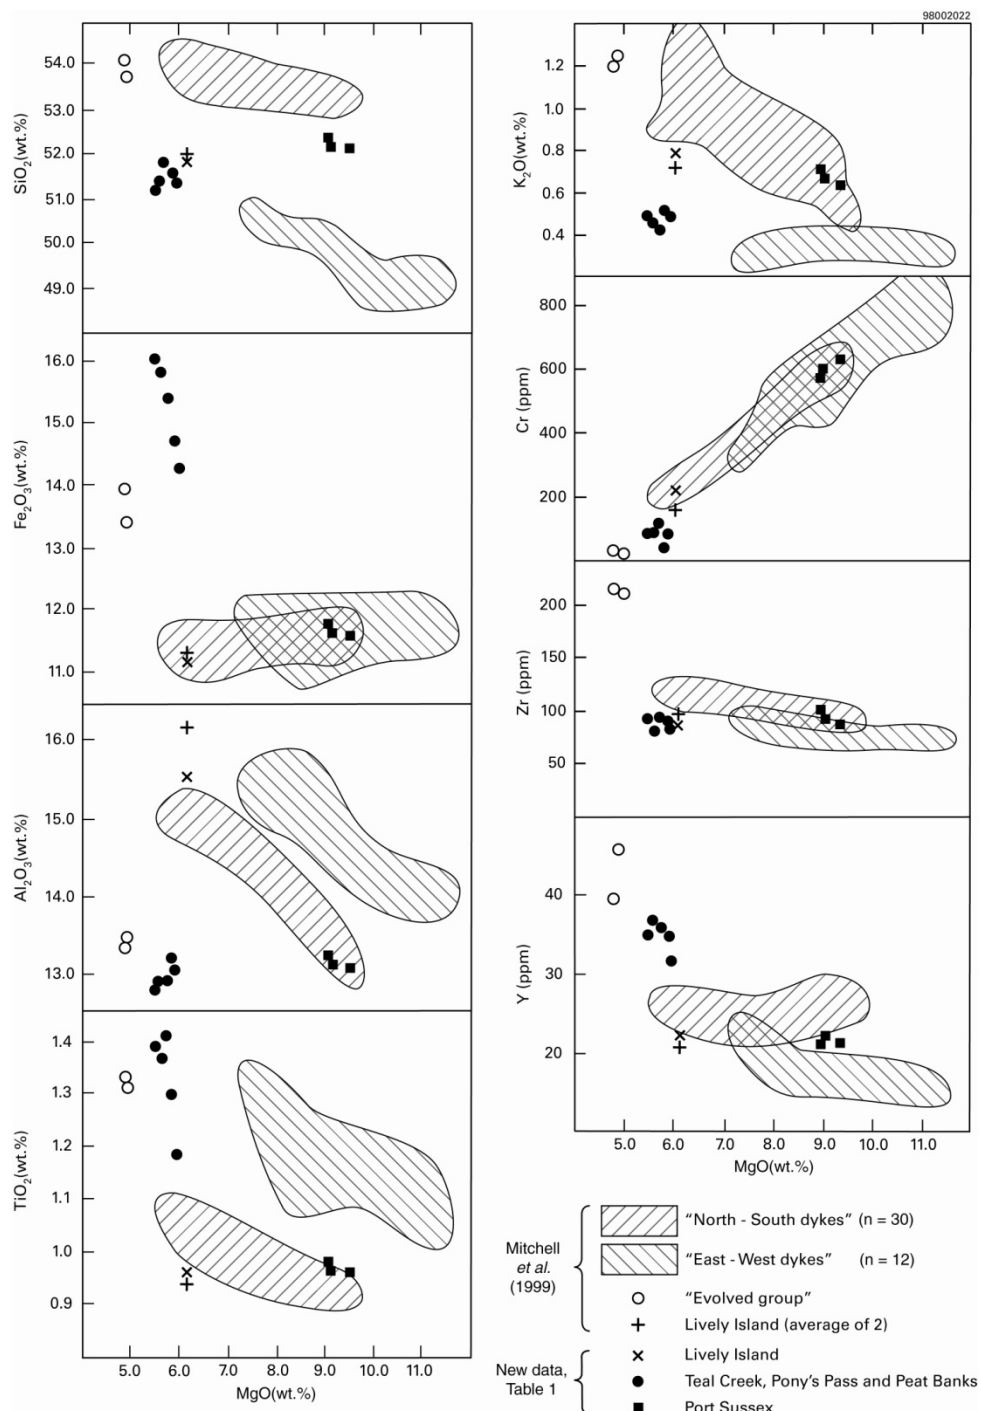 98002022
SiO2(wt.%)
54.0
53.0
52.0
51.0
50.0
49.0
Fe2O3(wt.%)
16.0
15.0
14.0
13.0
12.0
11.0
Al2O3(wt.%)
16.0
15.0
14.0
13.0
TiO2(wt.%)
1.4
1.3
1.2
1.1
1.0
0.9
5.0 6.0 7.0 8.0 9.0 10.0 11.0
MgO(wt.%)
K2O(wt.%)
1.2
1.0
0.8
0.6
0.4
Cr (ppm)
800
600
400
200
Zr (ppm)
200
150
100
50
Y (ppm)
40
30
20
5.0 6.0 7.0 8.0 9.0 10.0 11.0
MgO(wt.%)
Mitchell
et al.
(1999)
"North - South dykes" (n = 30)
"East - West dykes" (n = 12)
"Evolved group"
Lively Island (average of 2)
New data,
Table 1
Lively Island
Teal Creek, Pony's Pass and Peat Banks
Port Sussex